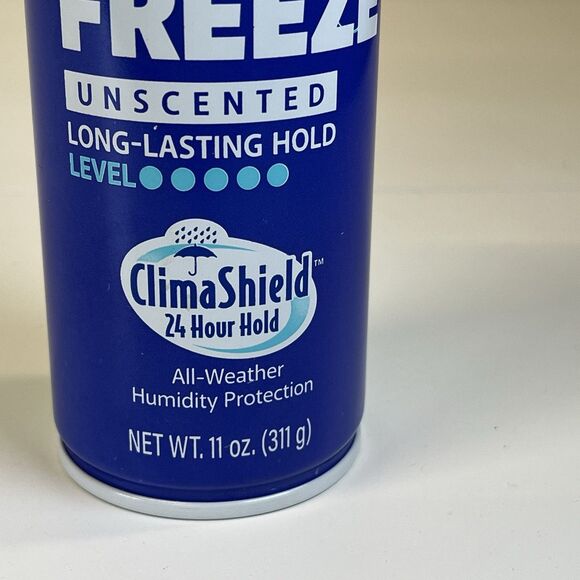 FREEZE
UNSCENTED
LONG-LASTING HOLD
LEVEL
ClimaShield™
24 Hour Hold
All-Weather
Humidity Protection
NET WT. 11 oz. (311 g)